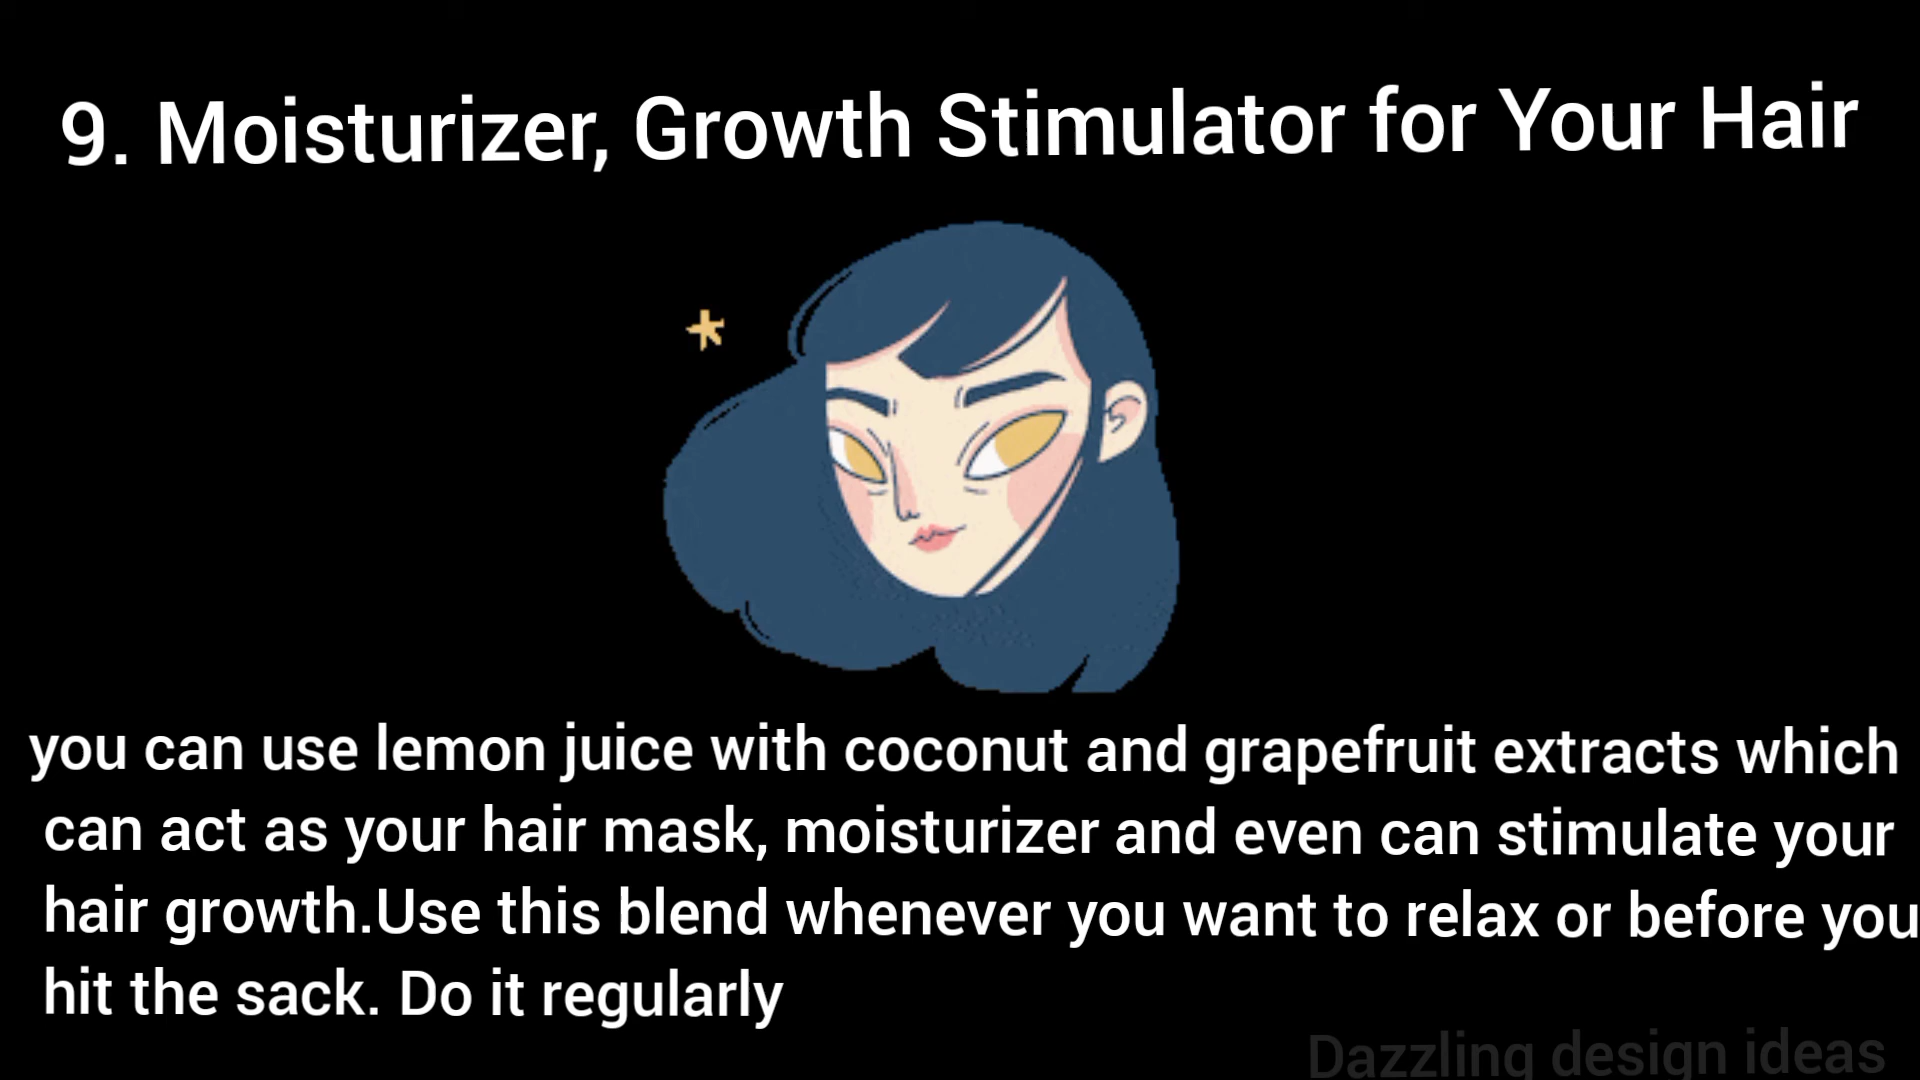 9. Moisturizer, Growth Stimulator for Your Hair
you can use lemon juice with coconut and grapefruit extracts which
can act as your hair mask, moisturizer and even can stimulate your
hair growth.Use this blend whenever you want to relax or before you
hit the sack. Do it regularly
Dazzling design ideas